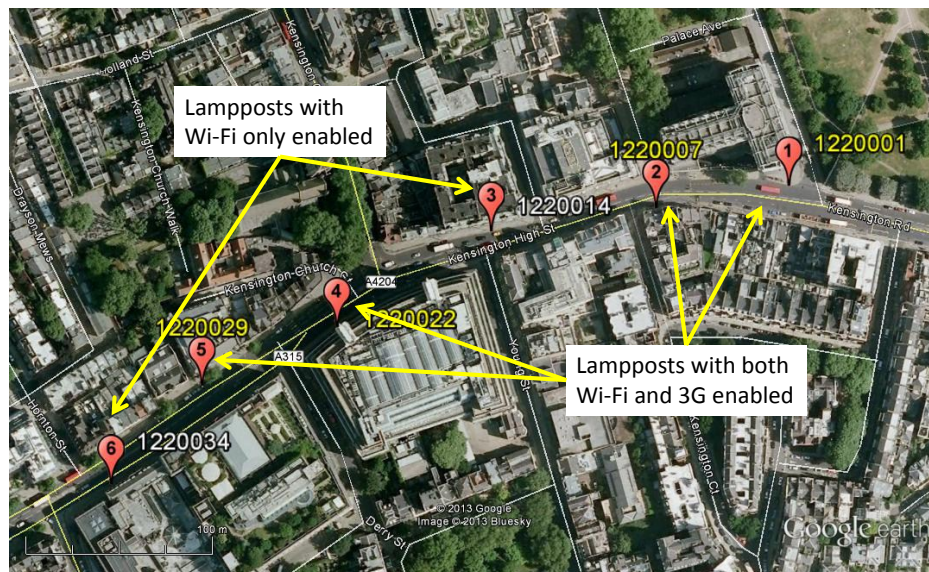 Palace Ave
Kensington
olland-St
Lampposts with
Wi-Fi only enabled
Kensington-Church-Walk
1
1220001
1220007
2
Drayson-Mews
3
1220014
Kensington Rd
Kensington-High-St
Kensington-Church-S
A4204
4
1220022
1220029
5
A315
Young-St
Lampposts with both
Wi-Fi and 3G enabled
Hornton-St
6
1220034
Kensington Ct
© 2013 Google
Image © 2013 Bluesky
Derry St
100 m
Google earth